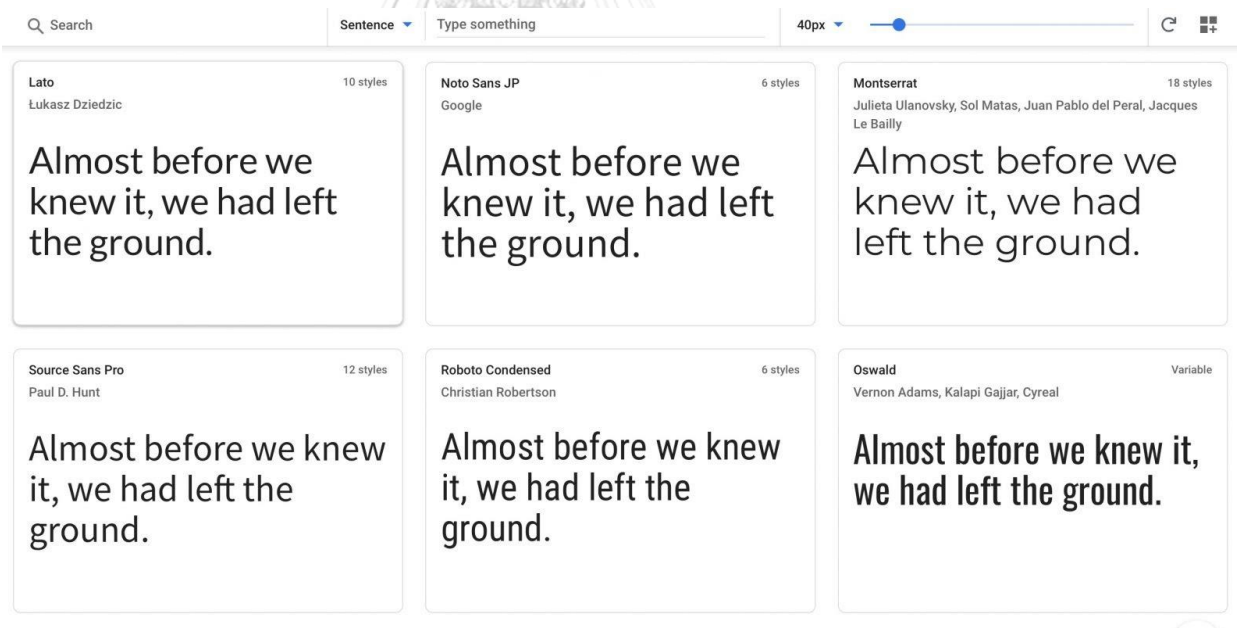 Search
Sentence
Type something
40px
Lato
10 styles
Łukasz Dziedzic
Almost before we
knew it, we had left
the ground.
Noto Sans JP
6 styles
Google
Almost before we
knew it, we had left
the ground.
Montserrat
18 styles
Julieta Ulanovsky, Sol Matas, Juan Pablo del Peral, Jacques
Le Bailly
Almost before we
knew it, we had
left the ground.
Source Sans Pro
12 styles
Paul D. Hunt
Almost before we knew
it, we had left the
ground.
Roboto Condensed
6 styles
Christian Robertson
Almost before we knew
it, we had left the
ground.
Oswald
Variable
Vernon Adams, Kalapi Gajjar, Cyreal
Almost before we knew it,
we had left the ground.